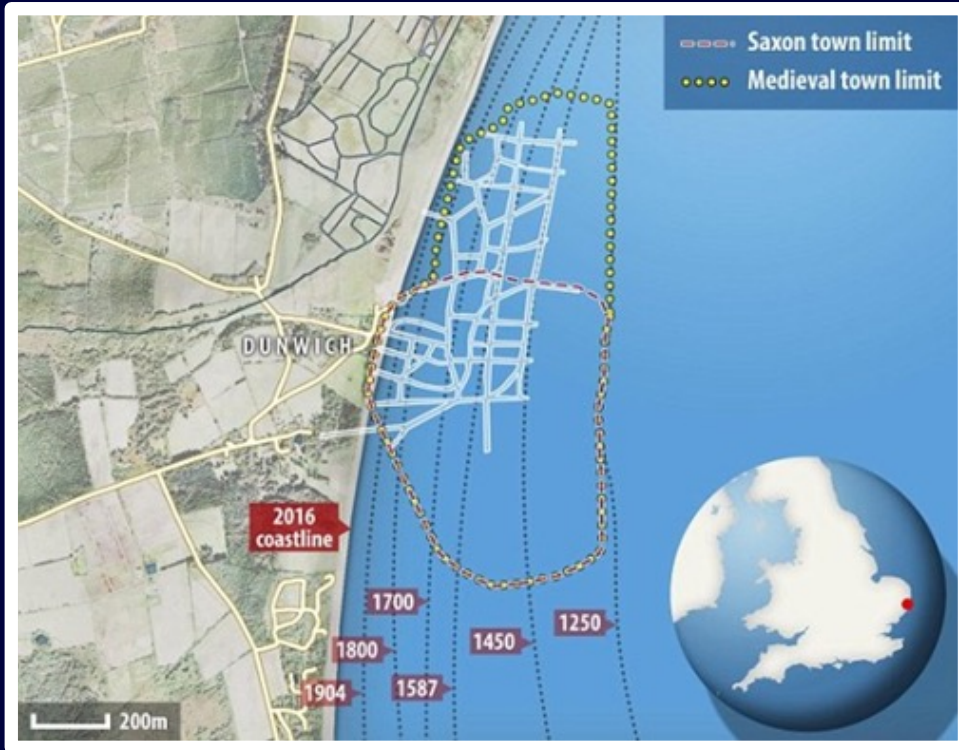 Saxon town limit
Medieval town limit
DUNWICH
2016
coastline
1700
1250
1450
1800
1904
1587
200m